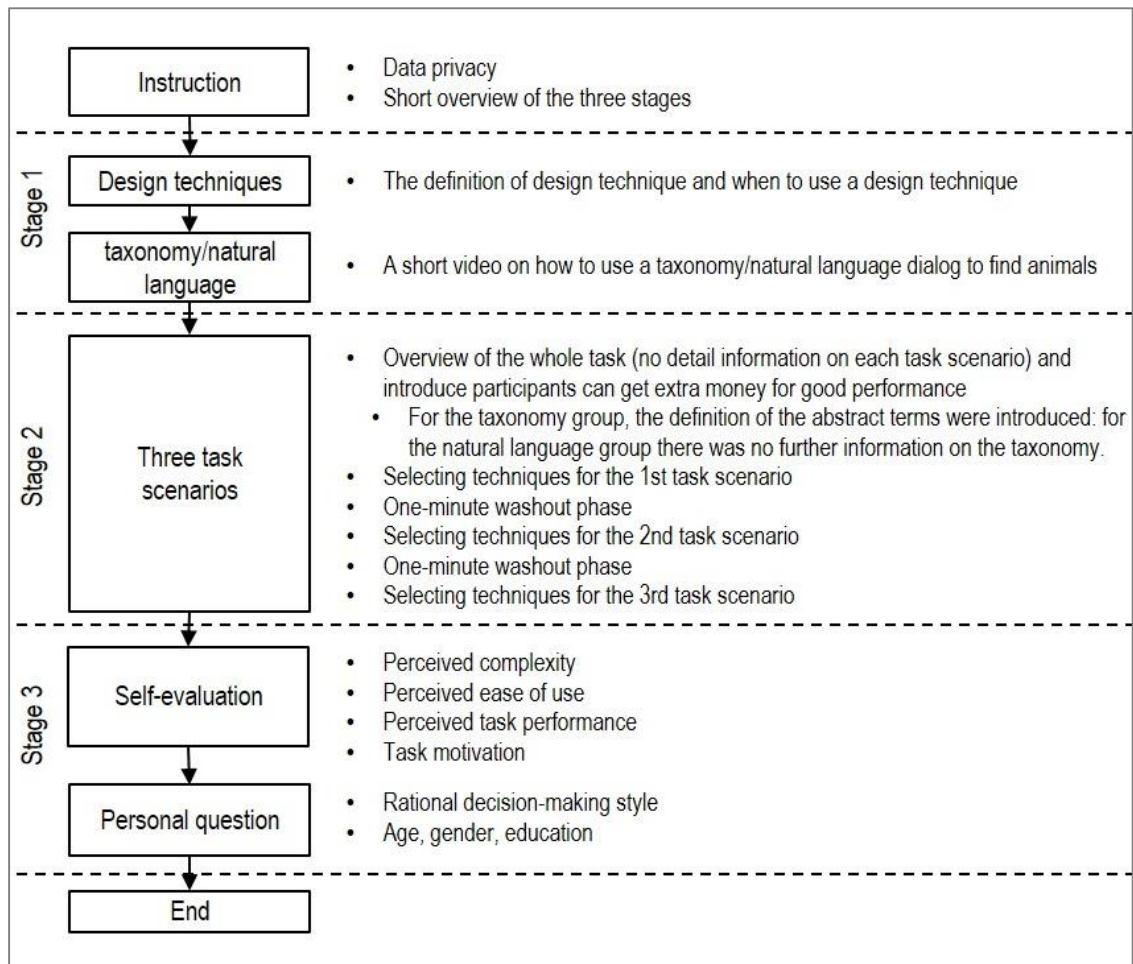 Instruction
• Data privacy
• Short overview of the three stages
Stage 1
Design techniques
• The definition of design technique and when to use a design technique
taxonomy/natural
language
• A short video on how to use a taxonomy/natural language dialog to find animals
Stage 2
Three task
scenarios
• Overview of the whole task (no detail information on each task scenario) and
introduce participants can get extra money for good performance
• For the taxonomy group, the definition of the abstract terms were introduced: for
the natural language group there was no further information on the taxonomy.
• Selecting techniques for the 1st task scenario
• One-minute washout phase
• Selecting techniques for the 2nd task scenario
• One-minute washout phase
• Selecting techniques for the 3rd task scenario
Stage 3
Self-evaluation
• Perceived complexity
• Perceived ease of use
• Perceived task performance
• Task motivation
Personal question
• Rational decision-making style
• Age, gender, education
End